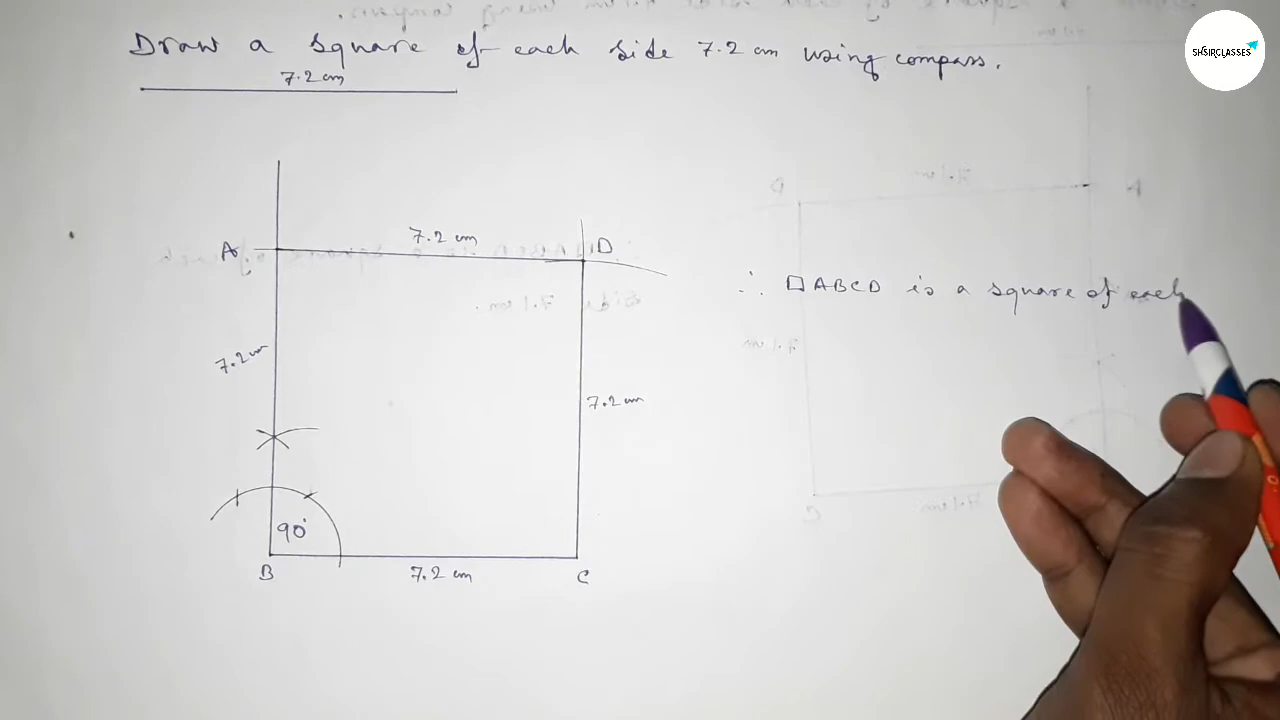 Draw a square of each side 7.2 cm using compass.
SHSIRCLASSES
7.2 cm
A 7.2 cm D
∴ □ABCD is a square of each
7.2 cm
7.2 cm
90°
B 7.2 cm C